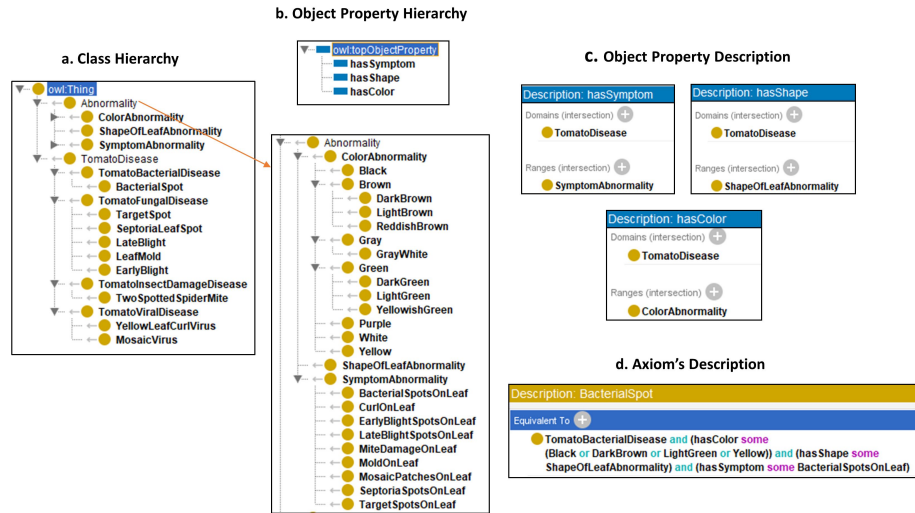 b. Object Property Hierarchy
a. Class Hierarchy
owl:Thing
Abnormality
ColorAbnormality
ShapeOfLeafAbnormality
SymptomAbnormality
TomatoDisease
TomatoBacterialDisease
BacterialSpot
TomatoFungalDisease
TargetSpot
SeptoriaLeafSpot
LateBlight
LeafMold
EarlyBlight
TomatoInsectDamageDisease
TwoSpottedSpiderMite
TomatoViralDisease
YellowLeafCurlVirus
MosaicVirus
owl:topObjectProperty
hasSymptom
hasShape
hasColor
Abnormality
ColorAbnormality
Black
Brown
DarkBrown
LightBrown
ReddishBrown
Gray
GrayWhite
Green
DarkGreen
LightGreen
YellowishGreen
Purple
White
Yellow
ShapeOfLeafAbnormality
SymptomAbnormality
BacterialSpotsOnLeaf
CurlOnLeaf
EarlyBlightSpotsOnLeaf
LateBlightSpotsOnLeaf
MiteDamageOnLeaf
MoldOnLeaf
MosaicPatchesOnLeaf
SeptoriaSpotsOnLeaf
TargetSpotsOnLeaf
c. Object Property Description
Description: hasSymptom
Domains (intersection)
TomatoDisease
Ranges (intersection)
SymptomAbnormality
Description: hasShape
Domains (intersection)
TomatoDisease
Ranges (intersection)
ShapeOfLeafAbnormality
Description: hasColor
Domains (intersection)
TomatoDisease
Ranges (intersection)
ColorAbnormality
d. Axiom's Description
Description: BacterialSpot
Equivalent To
TomatoBacterialDisease and (hasColor some
(Black or DarkBrown or LightGreen or Yellow)) and (hasShape some
ShapeOfLeafAbnormality) and (hasSymptom some BacterialSpotsOnLeaf)